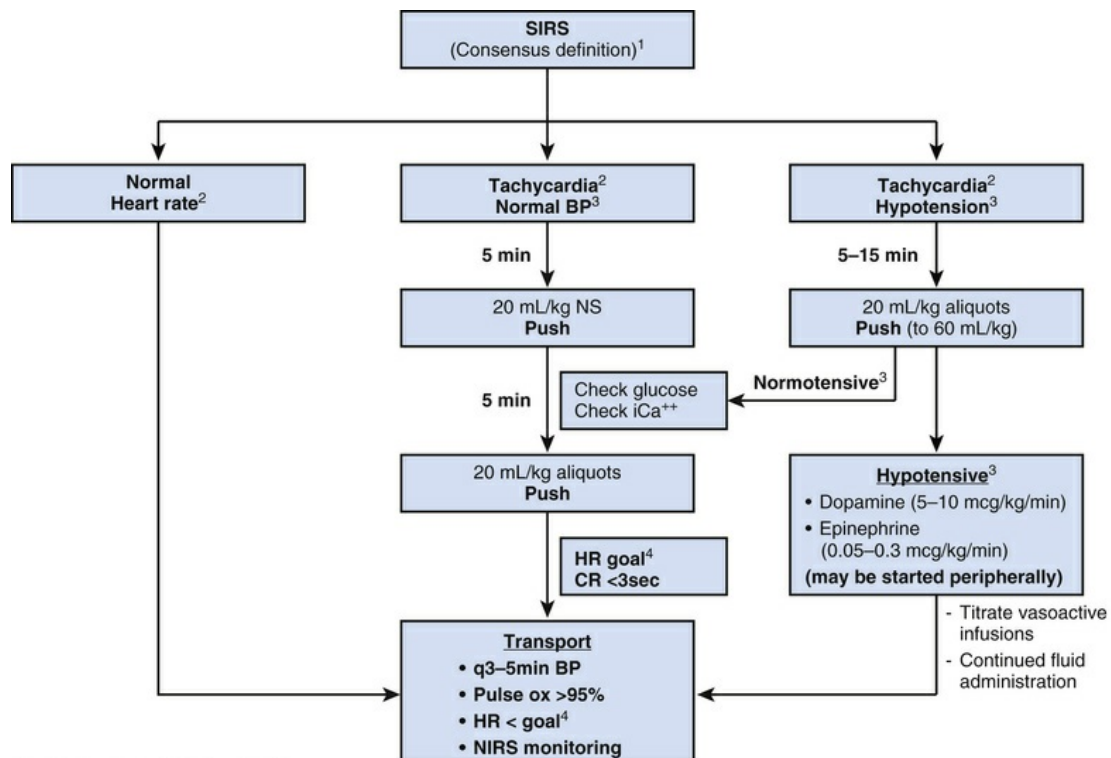 SIRS
(Consensus definition)¹
Normal
Heart rate²
Tachycardia²
Normal BP³
Tachycardia²
Hypotension³
5 min
5–15 min
20 mL/kg NS
Push
20 mL/kg aliquots
Push (to 60 mL/kg)
Normotensive³
Check glucose
Check iCa⁺⁺
5 min
20 mL/kg aliquots
Push
Hypotensive³
• Dopamine (5–10 mcg/kg/min)
• Epinephrine
(0.05–0.3 mcg/kg/min)
(may be started peripherally)
HR goal⁴
CR <3sec
- Titrate vasoactive
infusions
- Continued fluid
administration
Transport
• q3–5min BP
• Pulse ox >95%
• HR < goal⁴
• NIRS monitoring